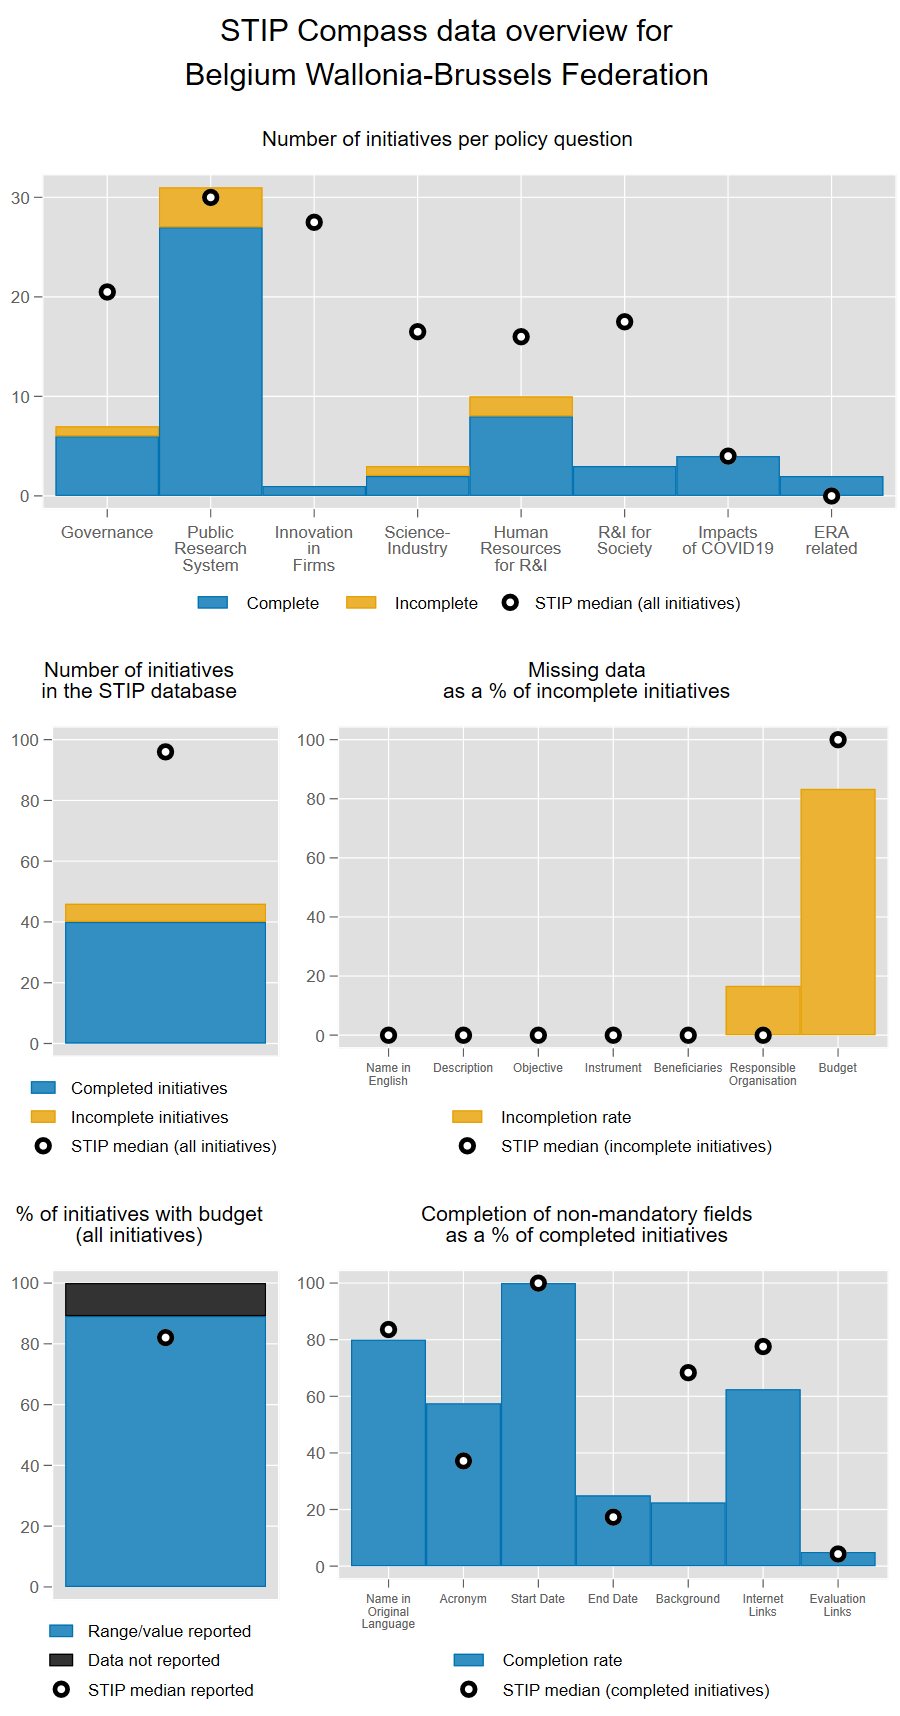 STIP Compass data overview for
Belgium Wallonia-Brussels Federation
Number of initiatives per policy question
30
20
10
0
Governance
Public
Research
System
Innovation
in
Firms
Science-
Industry
Human
Resources
for R&I
R&I for
Society
Impacts
of COVID19
ERA
related
Complete
Incomplete
STIP median (all initiatives)
Number of initiatives
in the STIP database
100
80
60
40
20
0
Completed initiatives
Incomplete initiatives
STIP median (all initiatives)
Missing data
as a % of incomplete initiatives
100
80
60
40
20
0
Name in
English
Description
Objective
Instrument
Beneficiaries
Responsible
Organisation
Budget
Incompletion rate
STIP median (incomplete initiatives)
% of initiatives with budget
(all initiatives)
100
80
60
40
20
0
Range/value reported
Data not reported
STIP median reported
Completion of non-mandatory fields
as a % of completed initiatives
100
80
60
40
20
0
Name in
Original
Language
Acronym
Start Date
End Date
Background
Internet
Links
Evaluation
Links
Completion rate
STIP median (completed initiatives)